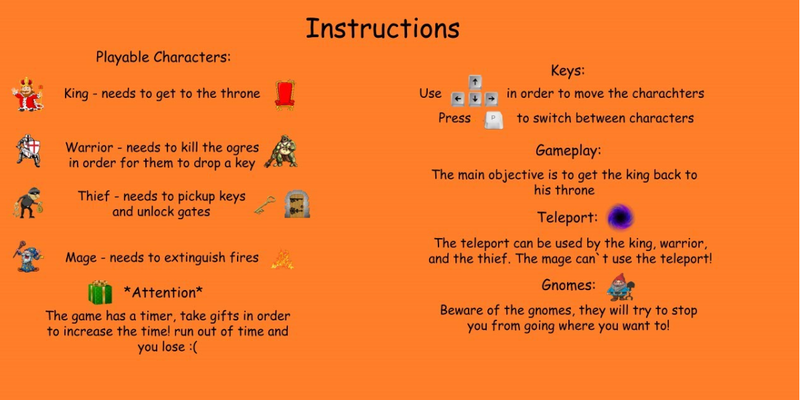 Instructions
Playable Characters:
King - needs to get to the throne
Warrior - needs to kill the ogres
in order for them to drop a key
Thief - needs to pickup keys
and unlock gates
Mage - needs to extinguish fires
*Attention*
The game has a timer, take gifts in order
to increase the time! run out of time and
you lose :(
Keys:
Use in order to move the charachters
Press P to switch between characters
Gameplay:
The main objective is to get the king back to
his throne
Teleport:
The teleport can be used by the king, warrior,
and the thief. The mage can`t use the teleport!
Gnomes:
Beware of the gnomes, they will try to stop
you from going where you want to!